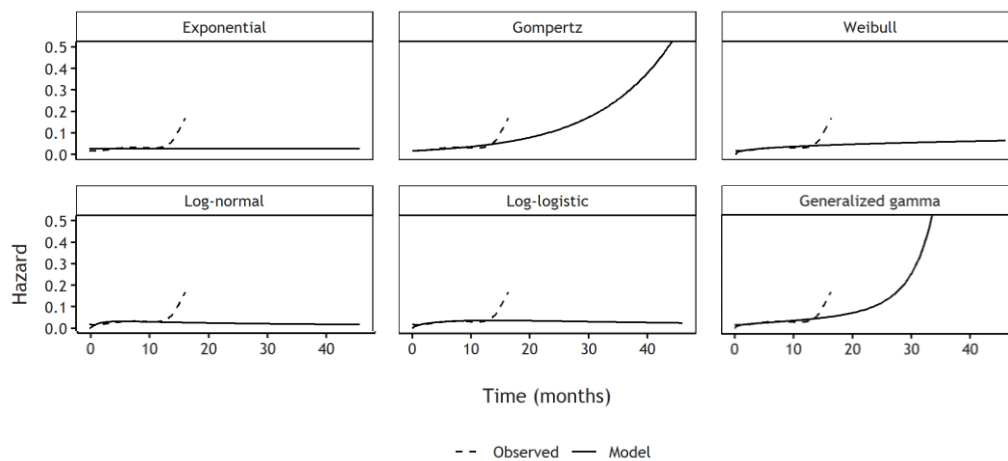 Exponential Gompertz Weibull
0.5
0.4
0.3
0.2
0.1
0.0
Log-normal Log-logistic Generalized gamma
0.5
0.4
0.3
0.2
0.1
0.0
Hazard
0 10 20 30 40 0 10 20 30 40 0 10 20 30 40
Time (months)
Observed Model